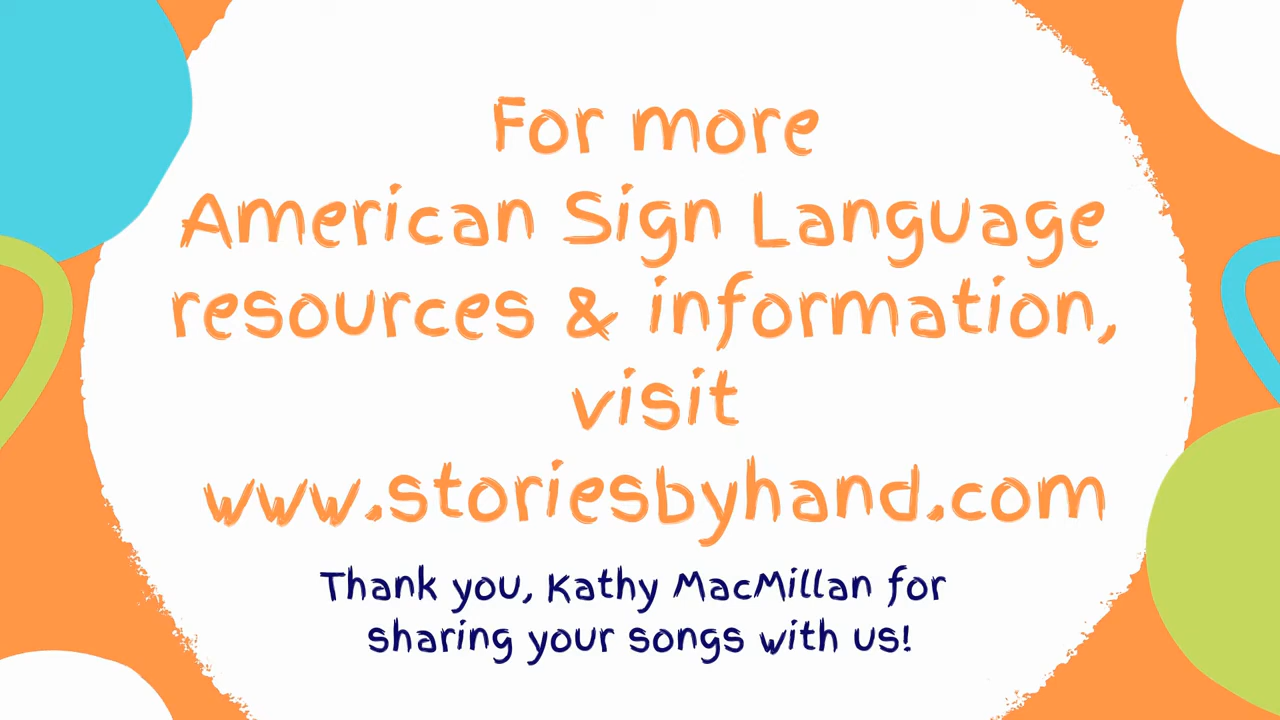 For more
American Sign Language
resources & information,
visit
www.storiesbyhand.com
Thank you, Kathy MacMillan for
sharing your songs with us!